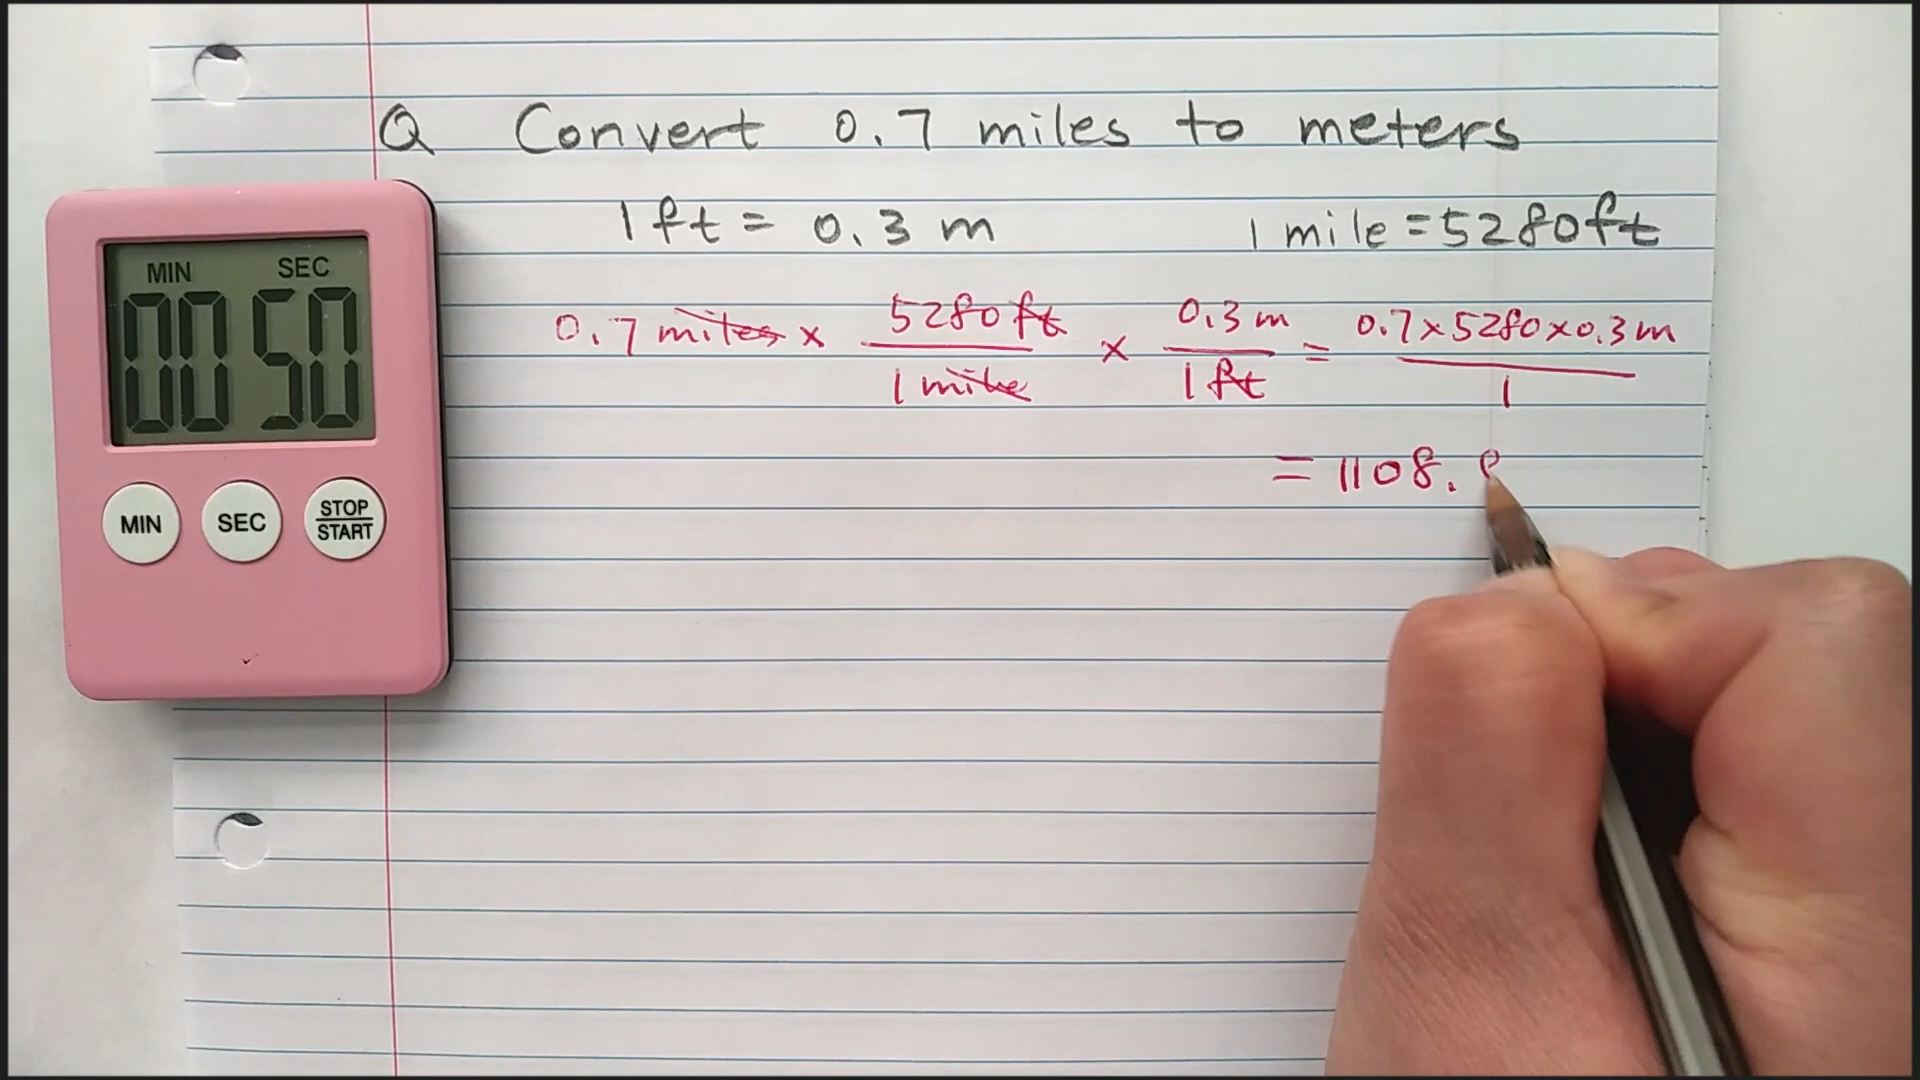 Q Convert 0.7 miles to meters
1 ft = 0.3 m 1 mile = 5280 ft
0.7 miles × 5280 ft / 1 mile × 0.3 m / 1 ft = 0.7 × 5280 × 0.3 m / 1
= 1108.8
MIN SEC
00 50
MIN SEC STOP
START